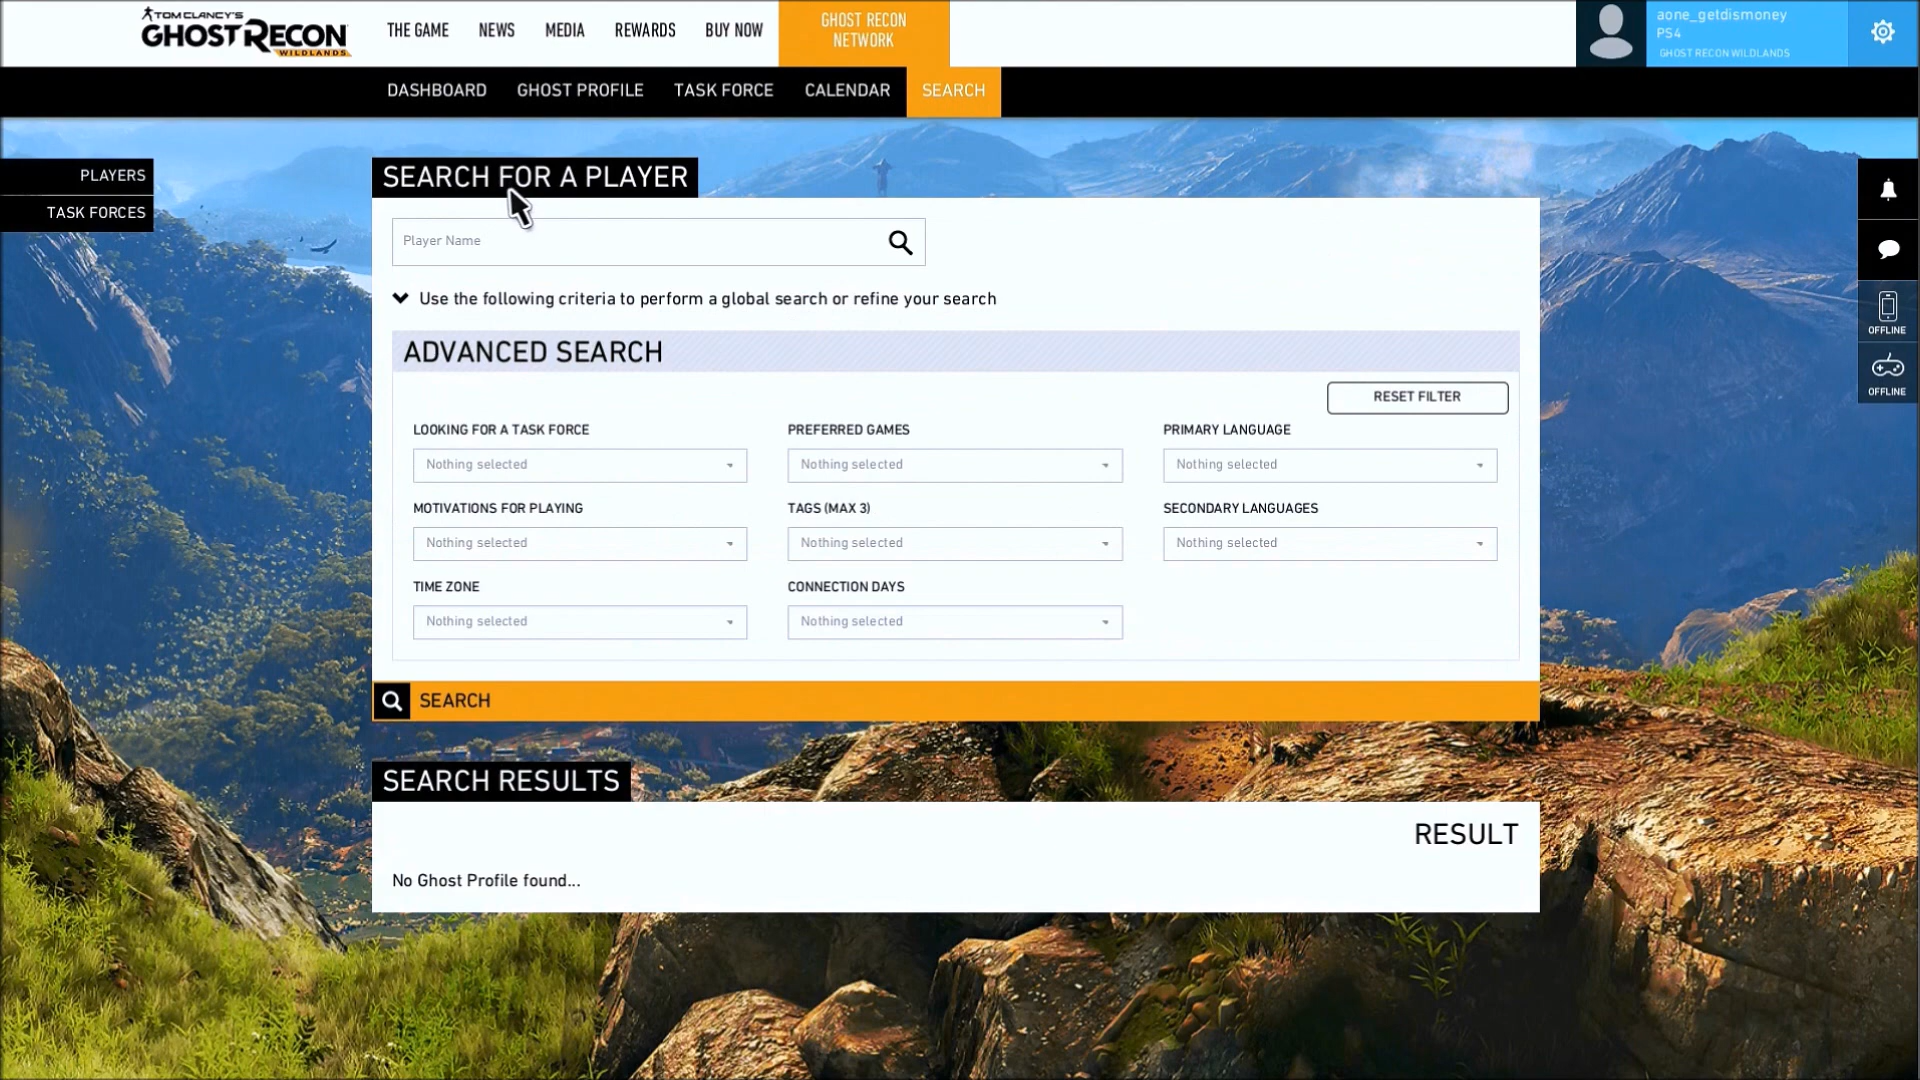 TOM CLANCY'S
GHOST RECON
WILDLANDS
THE GAME
NEWS
MEDIA
REWARDS
BUY NOW
GHOST RECON
NETWORK
aone_getdismoney
PS4
GHOST RECON WILDLANDS
DASHBOARD
GHOST PROFILE
TASK FORCE
CALENDAR
SEARCH
PLAYERS
TASK FORCES
SEARCH FOR A PLAYER
Player Name
Use the following criteria to perform a global search or refine your search
ADVANCED SEARCH
RESET FILTER
LOOKING FOR A TASK FORCE
PREFERRED GAMES
PRIMARY LANGUAGE
Nothing selected
Nothing selected
Nothing selected
MOTIVATIONS FOR PLAYING
TAGS (MAX 3)
SECONDARY LANGUAGES
Nothing selected
Nothing selected
Nothing selected
TIME ZONE
CONNECTION DAYS
Nothing selected
Nothing selected
SEARCH
SEARCH RESULTS
RESULT
No Ghost Profile found...
OFFLINE
OFFLINE